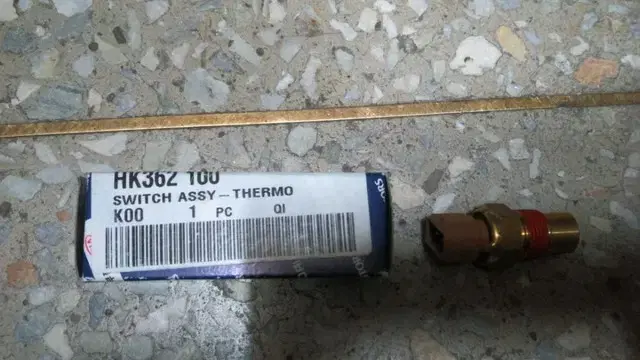 HK362 100
SWITCH ASSY-THERMO
K00 1 PC QI